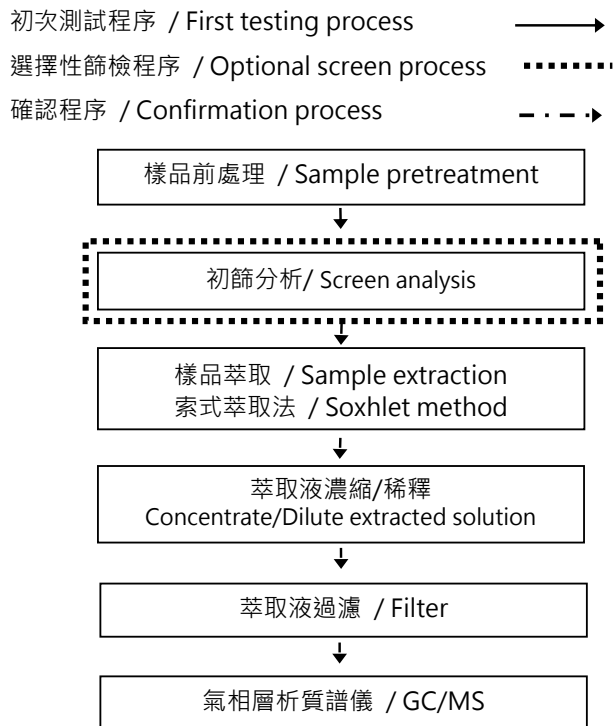 初次測試程序 / First testing process
選擇性篩檢程序 / Optional screen process
確認程序 / Confirmation process
樣品前處理 / Sample pretreatment
初篩分析/ Screen analysis
樣品萃取 / Sample extraction
索式萃取法 / Soxhlet method
萃取液濃縮/稀釋
Concentrate/Dilute extracted solution
萃取液過濾 / Filter
氣相層析質譜儀 / GC/MS